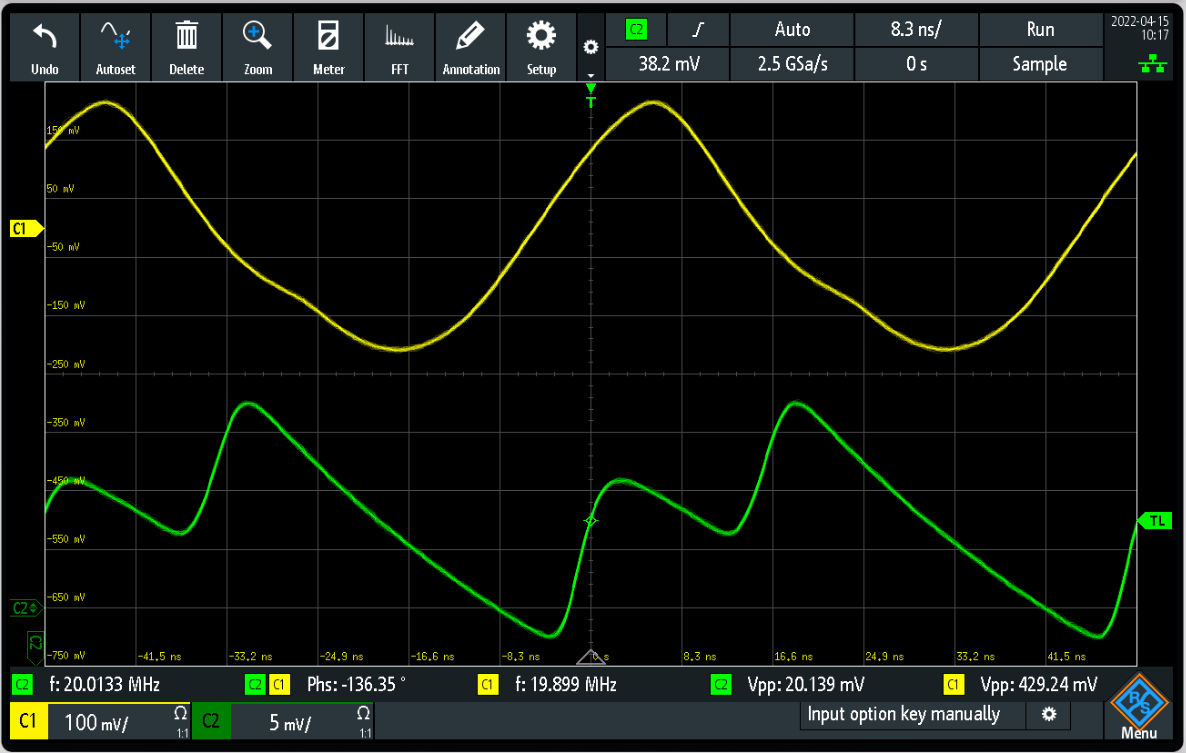 Undo Autoset Delete Zoom Meter FFT Annotation Setup
C2 Auto 8.3 ns/ Run
38.2 mV 2.5 GSa/s 0 s Sample
2022-04-15
10:17
T
150 mV
50 mV
C1
-50 mV
-150 mV
-250 mV
-350 mV
-450 mV
TL
-550 mV
-650 mV
C2
C2
-750 mV -41.5 ns -33.2 ns -24.9 ns -16.6 ns -8.3 ns 0 s 8.3 ns 16.6 ns 24.9 ns 33.2 ns 41.5 ns
C2 f: 20.0133 MHz C2 C1 Phs: -136.35 ° C1 f: 19.899 MHz C2 Vpp: 20.139 mV C1 Vpp: 429.24 mV
C1 100 mV/ Ω 1:1 C2 5 mV/ Ω 1:1 Input option key manually
R&S
Menu